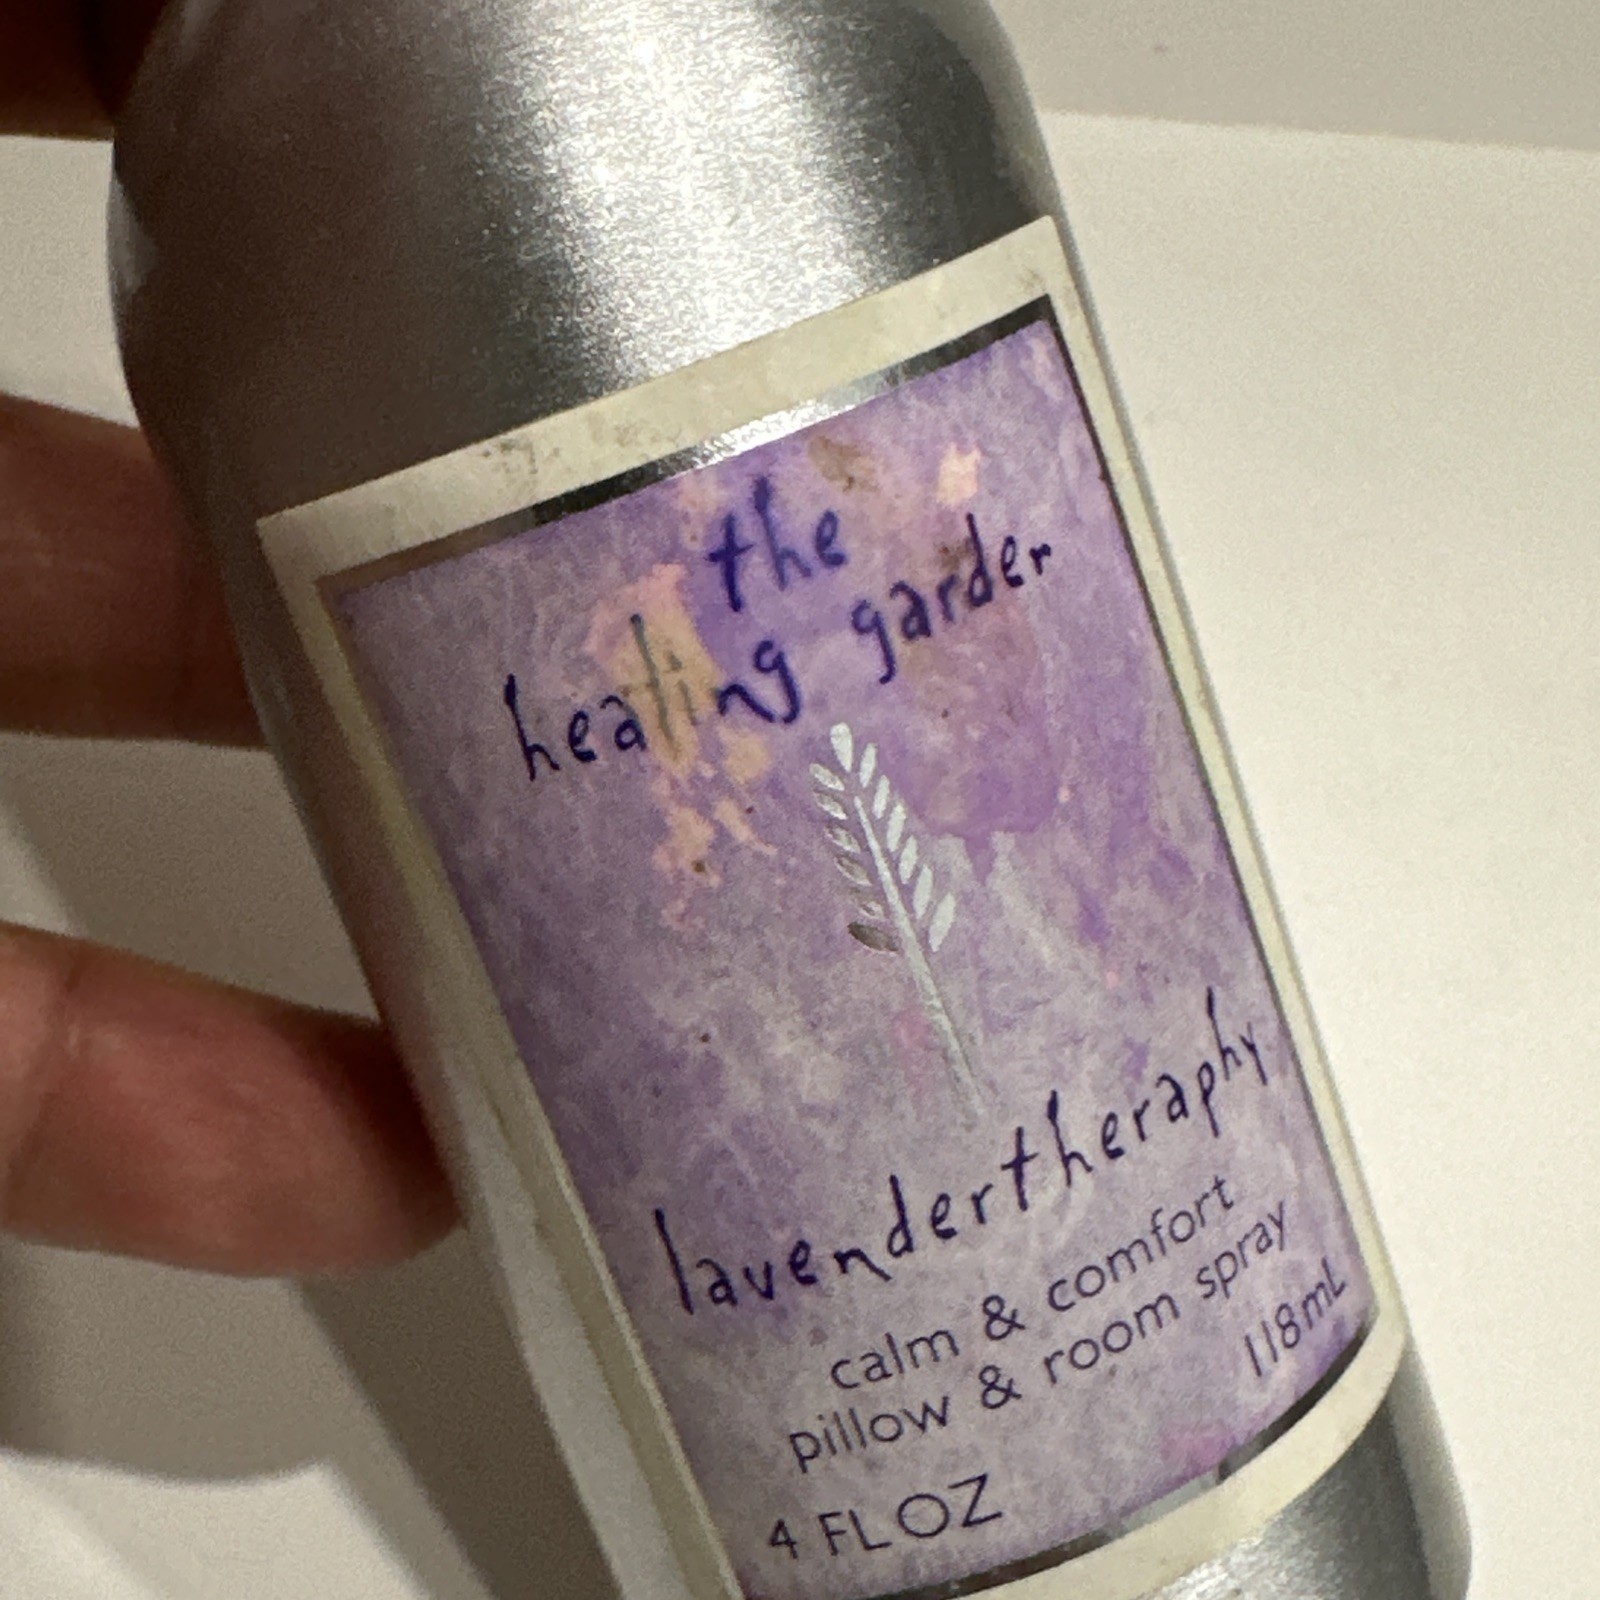 the
healing garden
lavendertheraphy
calm & comfort
pillow & room spray
4 FL OZ 118mL